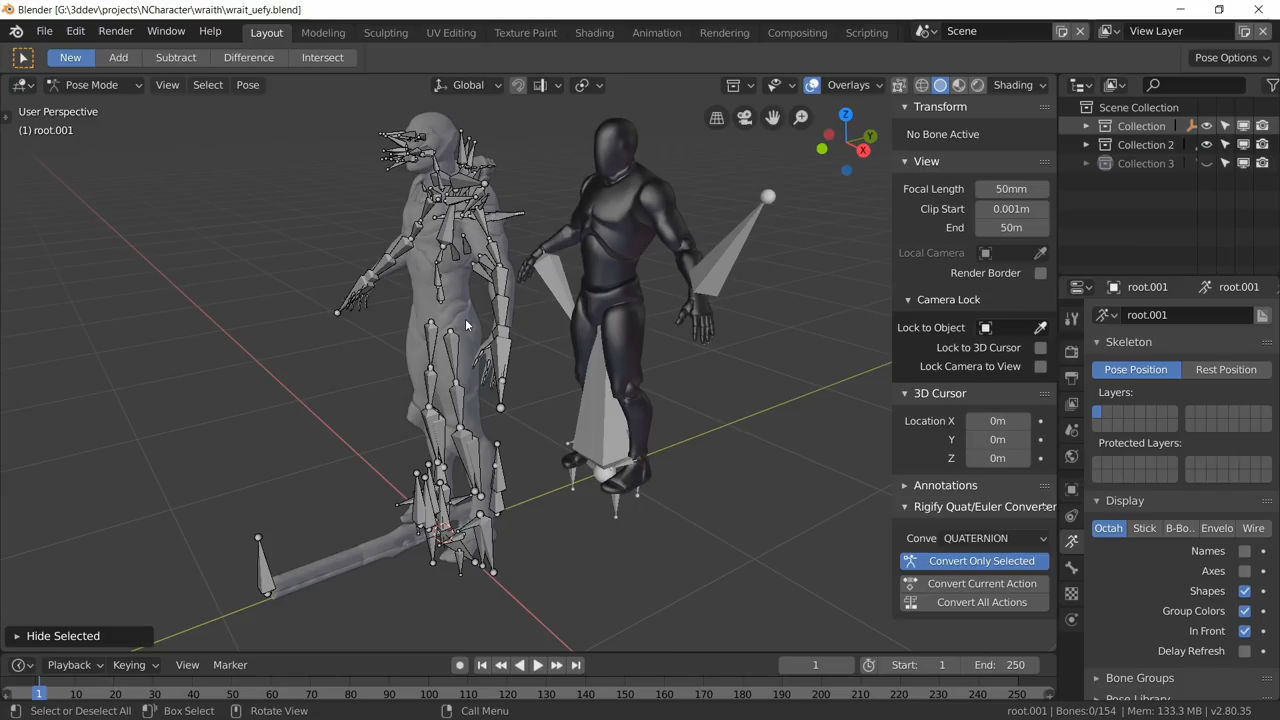 Blender [G:\3ddev\projects\NCharacter\wraith\wrait_uefy.blend]
File Edit Render Window Help Layout Modeling Sculpting UV Editing Texture Paint Shading Animation Rendering Compositing Scripting Scene View Layer
New Add Subtract Difference Intersect Pose Options
Pose Mode View Select Pose Global Overlays Shading
User Perspective
(1) root.001
Z
Y
X
Transform
No Bone Active
View
Focal Length 50mm
Clip Start 0.001m
End 50m
Local Camera
Render Border
Camera Lock
Lock to Object
Lock to 3D Cursor
Lock Camera to View
3D Cursor
Location X 0m
Y 0m
Z 0m
Annotations
Rigify Quat/Euler Converter
Conve QUATERNION
Convert Only Selected
Convert Current Action
Convert All Actions
Scene Collection
Collection
Collection 2
Collection 3
root.001 root.001
root.001
Skeleton
Pose Position Rest Position
Layers:
Protected Layers:
Display
Octah Stick B-Bo.. Envelo Wire
Names
Axes
Shapes
Group Colors
In Front
Delay Refresh
Bone Groups
Pose Library
Hide Selected
Playback Keying View Marker 1 Start: 1 End: 250
1 10 20 30 40 50 60 70 80 90 100 110 120 130 140 150 160 170 180 190 200 210 220 230 240 250
Select or Deselect All Box Select Rotate View Call Menu root.001 | Bones:0/154 | Mem: 133.3 MB | v2.80.35